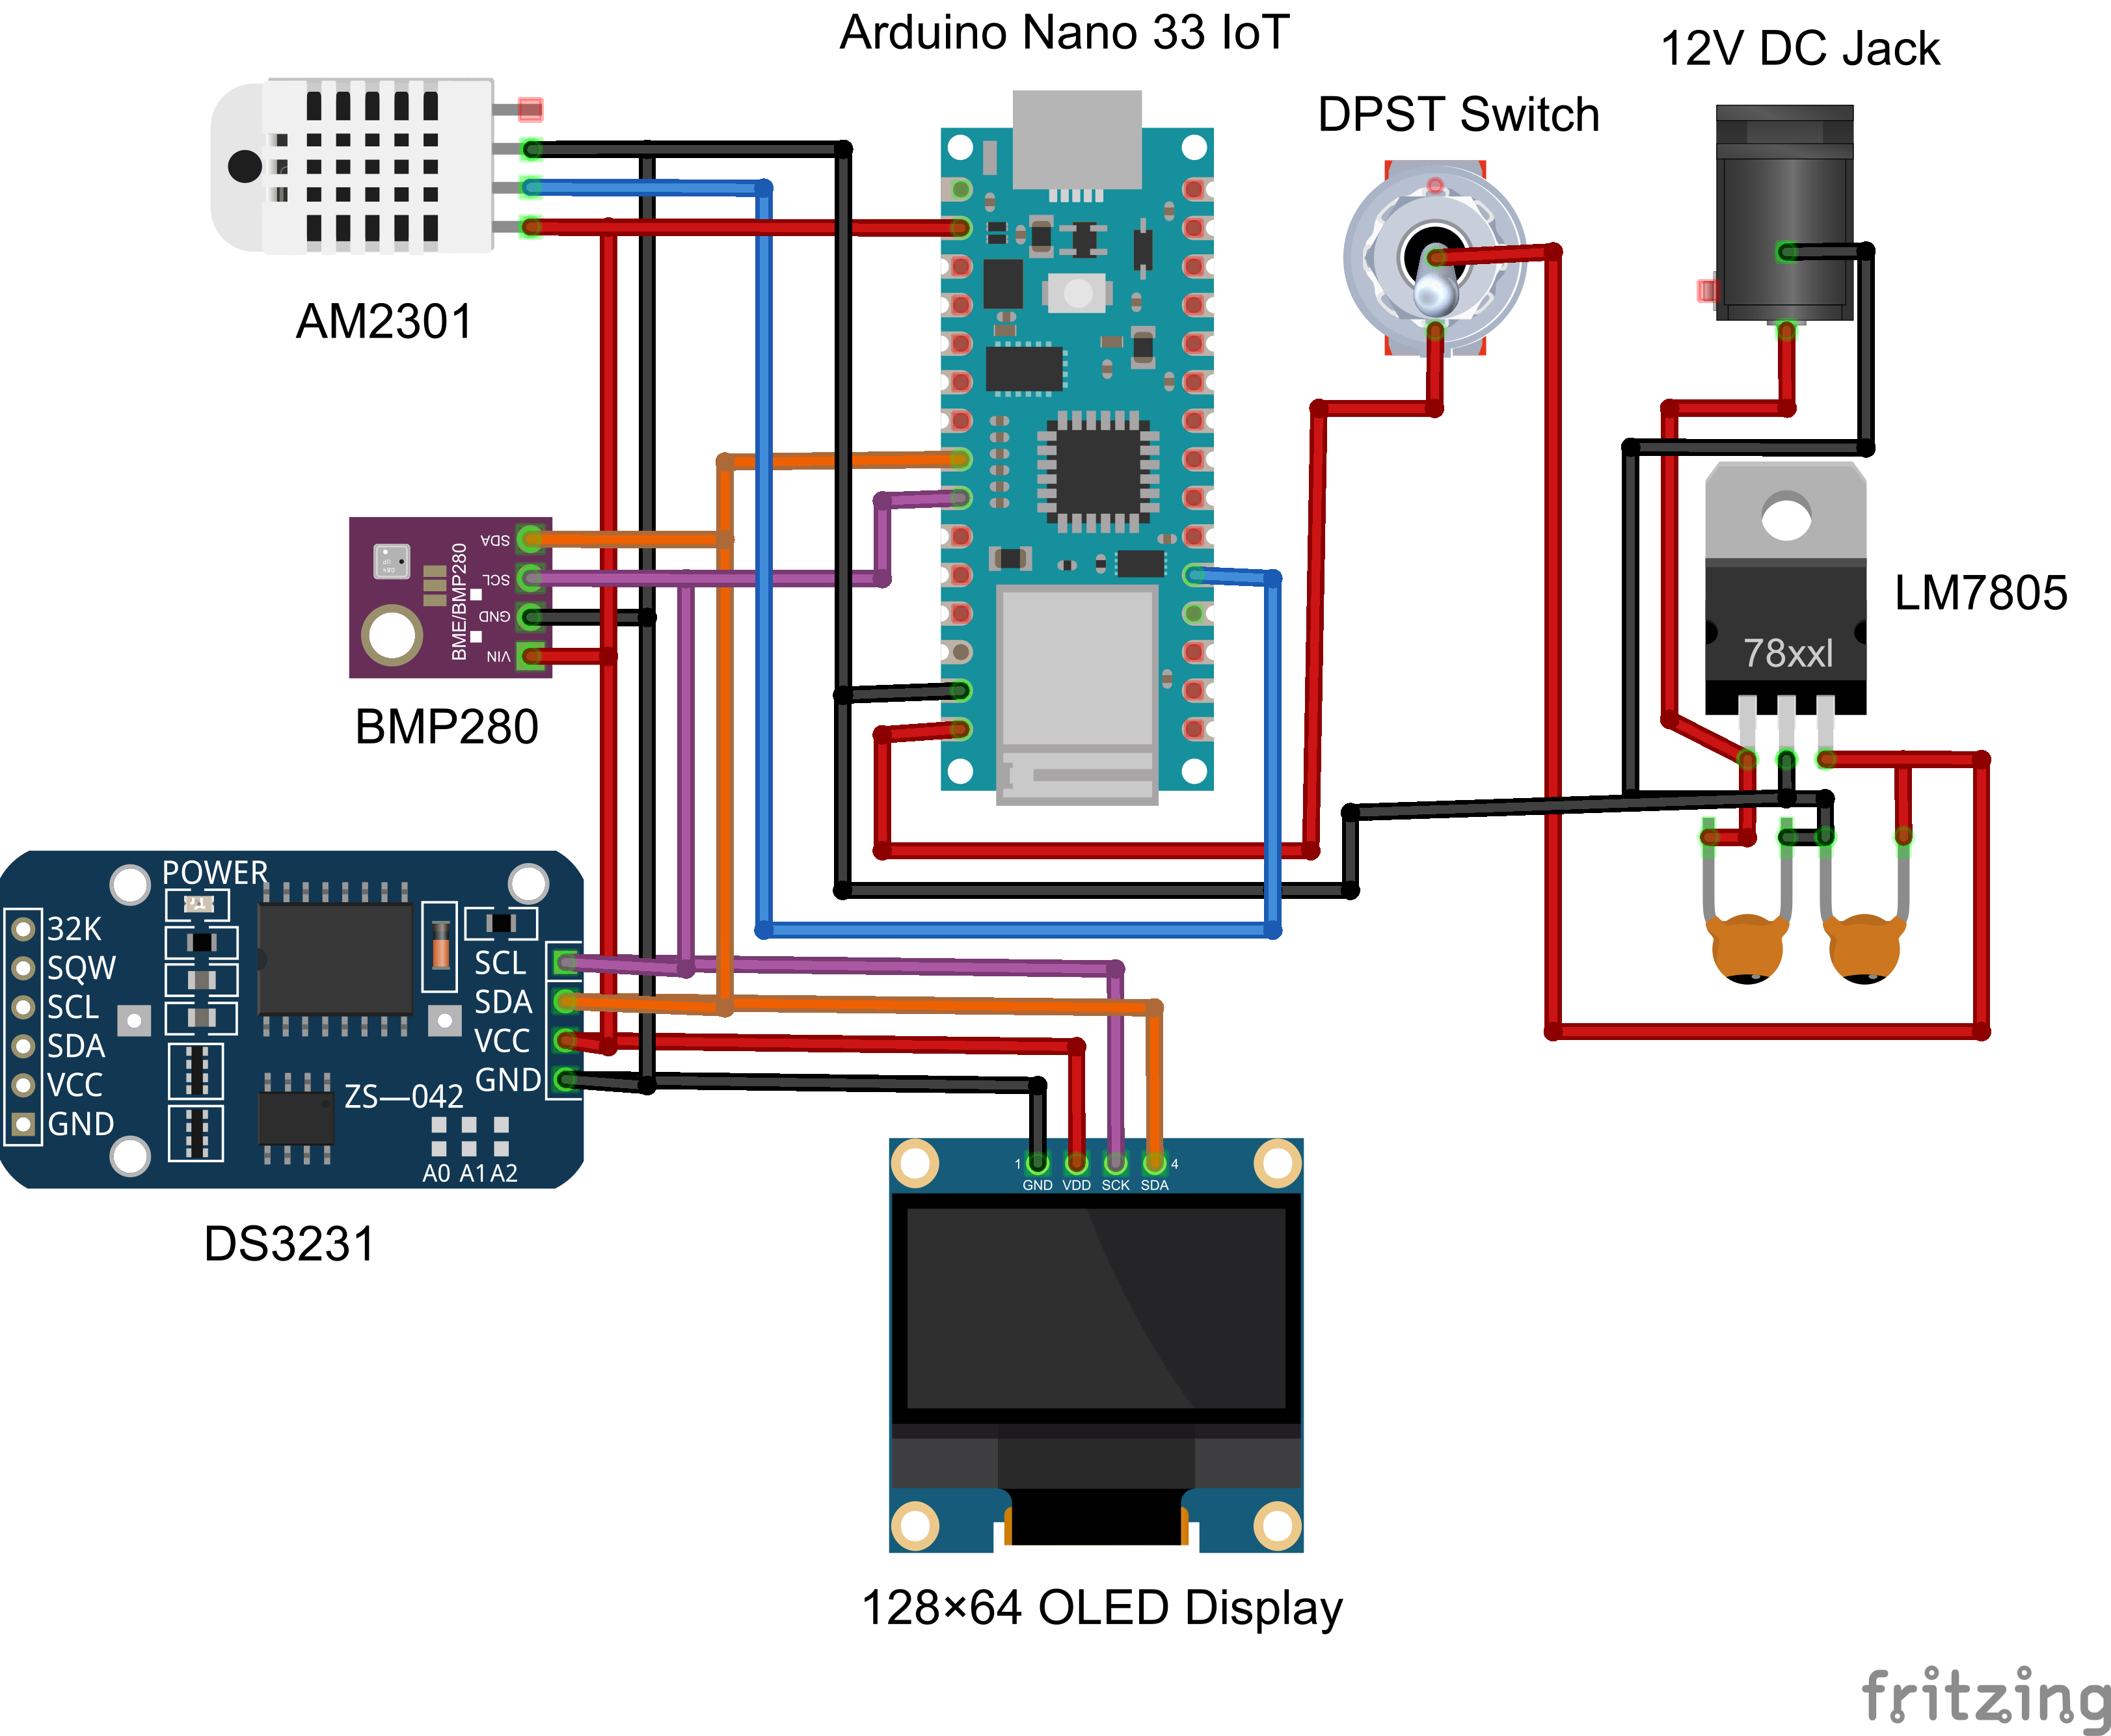 Arduino Nano 33 IoT
12V DC Jack
DPST Switch
AM2301
LM7805
78xxl
SDA
SCL
GND
VIN
BME/BMP280
BMP280
POWER
32K
SQW
SCL
SDA
VCC
GND
SCL
SDA
VCC
GND
ZS—042
A0 A1 A2
DS3231
1 4
GND VDD SCK SDA
128×64 OLED Display
fritzing